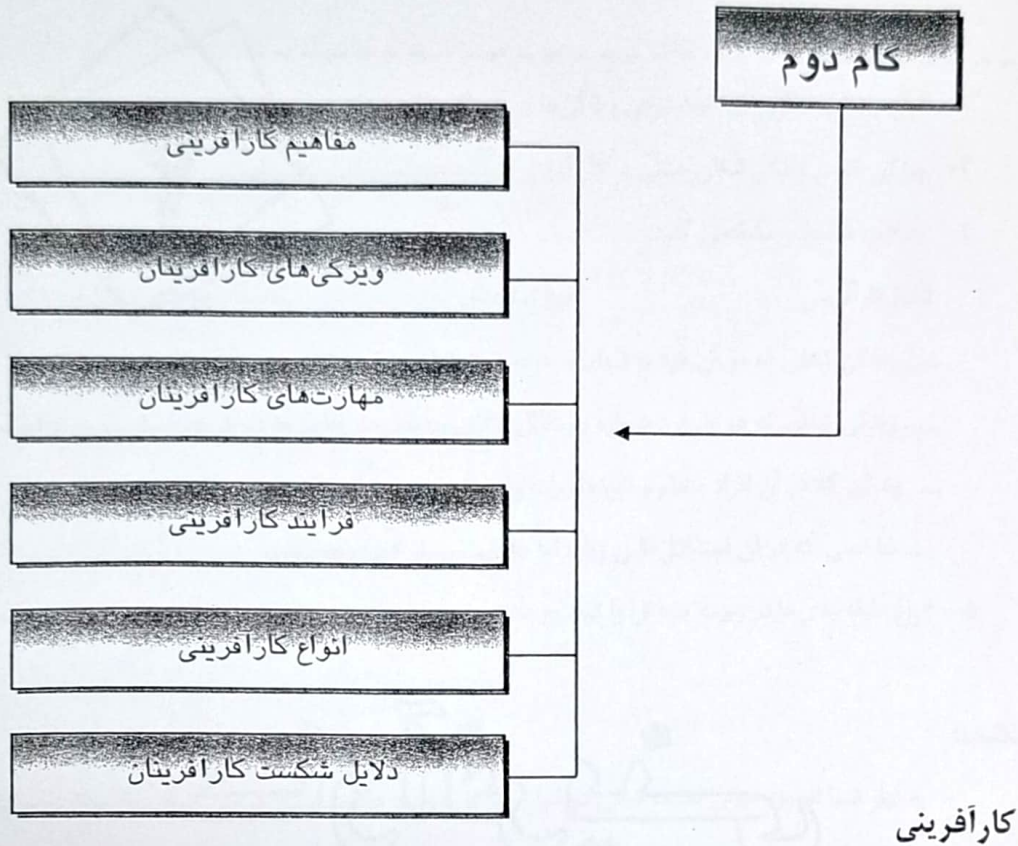 گام دوم
مفاهیم کارآفرینی
ویژگی‌های کارآفرینان
مهارت‌های کارآفرینان
فرایند کارآفرینی
انواع کارآفرینی
دلایل شکست کارآفرینان
کارآفرینی